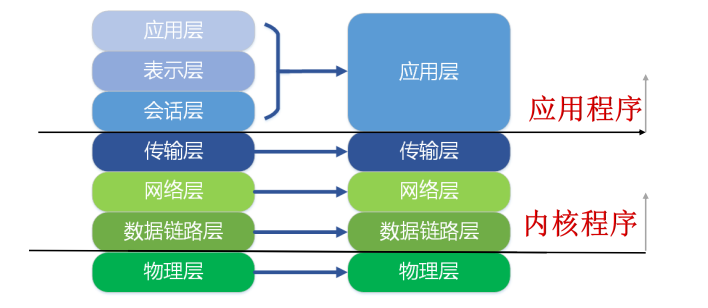 应用层
表示层
会话层
传输层
网络层
数据链路层
物理层
应用层
传输层
网络层
数据链路层
物理层
应用程序
内核程序